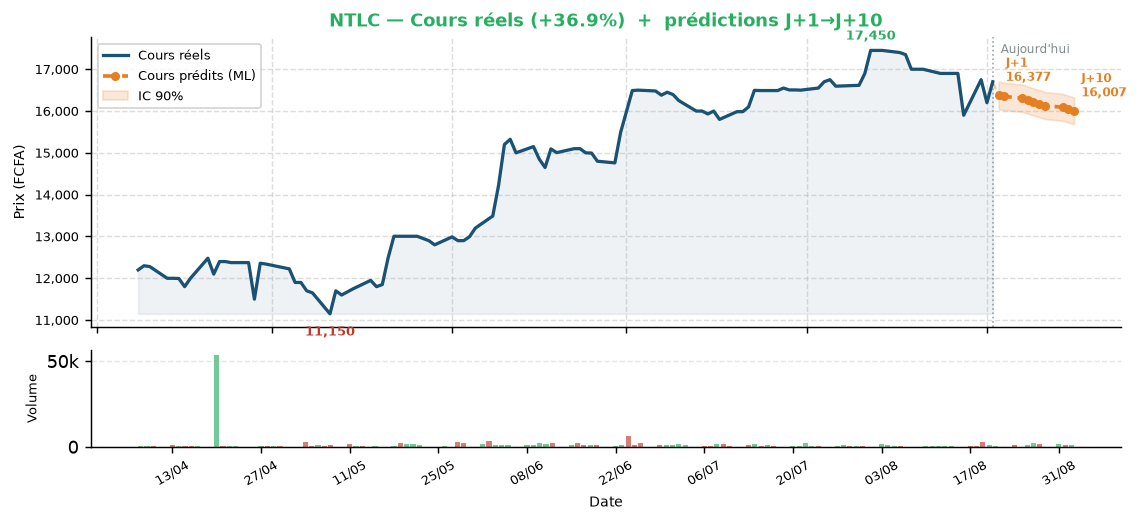 NTLC — Cours réels (+36.9%)  +  prédictions J+1→J+10
17,450
Cours réels
Cours prédits (ML)
IC 90%
Aujourd'hui
J+1
16,377
J+10
16,007
Prix (FCFA)
17,000
16,000
15,000
14,000
13,000
12,000
11,000
11,150
Volume
50k
0
13/04
27/04
11/05
25/05
08/06
22/06
06/07
20/07
03/08
17/08
31/08
Date